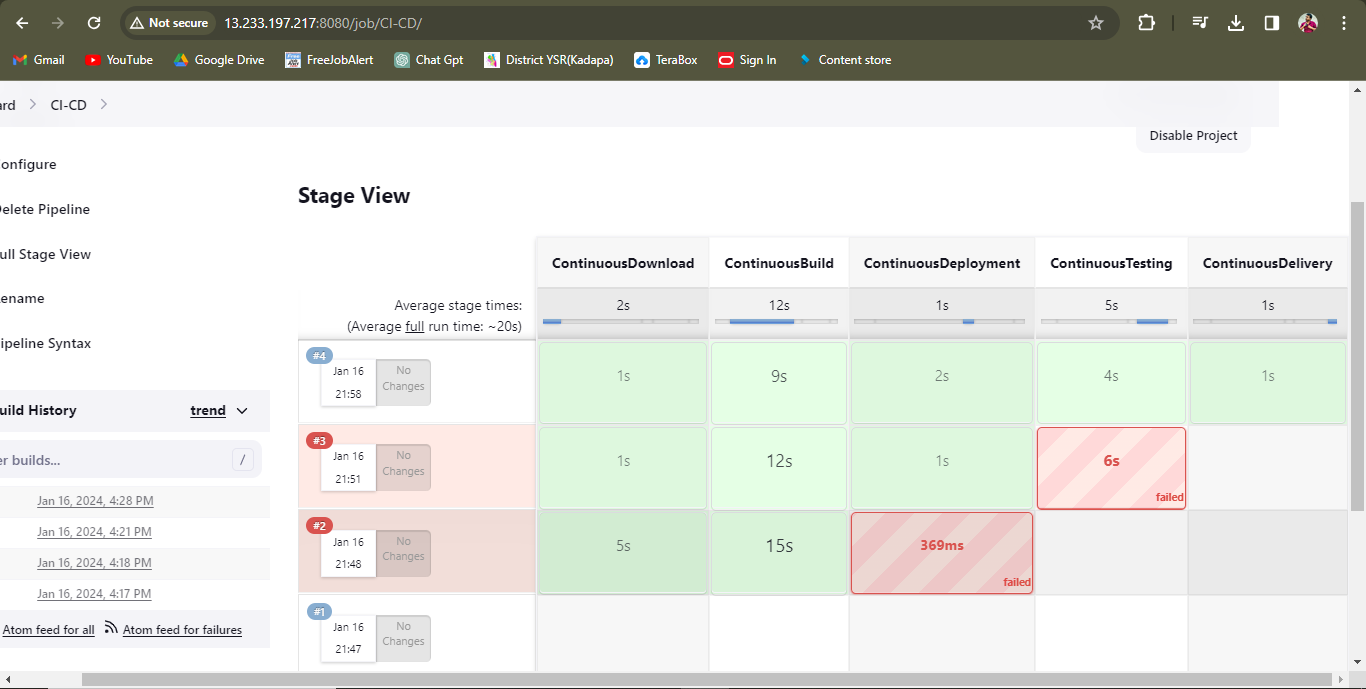 Not secure 13.233.197.217:8080/job/CI-CD/
Gmail YouTube Google Drive FreeJobAlert Chat Gpt District YSR(Kadapa) TeraBox Sign In Content store
ard CI-CD
Disable Project
onfigure
Delete Pipeline
ull Stage View
ename
ipeline Syntax
uild History trend
er builds... /
Jan 16, 2024, 4:28 PM
Jan 16, 2024, 4:21 PM
Jan 16, 2024, 4:18 PM
Jan 16, 2024, 4:17 PM
Atom feed for all Atom feed for failures
Stage View
ContinuousDownload ContinuousBuild ContinuousDeployment ContinuousTesting ContinuousDelivery
Average stage times: 2s 12s 1s 5s 1s
(Average full run time: ~20s)
#4
Jan 16 No
21:58 Changes
1s 9s 2s 4s 1s
#3
Jan 16 No
21:51 Changes
1s 12s 1s 6s
failed
#2
Jan 16 No
21:48 Changes
5s 15s 369ms
failed
#1
Jan 16 No
21:47 Changes